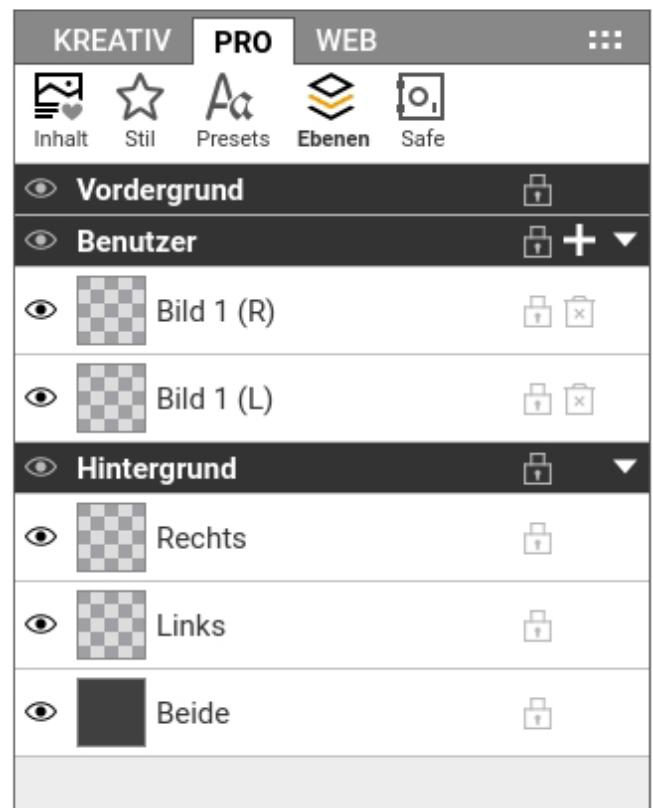 KREATIV PRO WEB
Inhalt Stil Presets Ebenen Safe
Vordergrund
Benutzer
Bild 1 (R)
Bild 1 (L)
Hintergrund
Rechts
Links
Beide